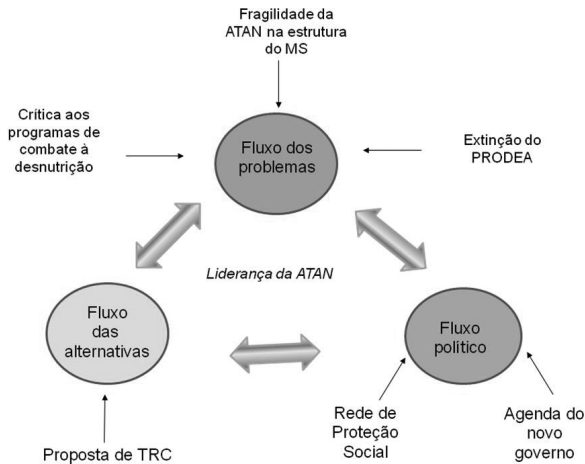 Fragilidade da
ATAN na estrutura
do MS
Crítica aos
programas de
combate à
desnutrição
Fluxo dos
problemas
Extinção do
PRODEA
Liderança da ATAN
Fluxo
das
alternativas
Fluxo
político
Proposta de TRC
Rede de
Proteção
Social
Agenda do
novo
governo